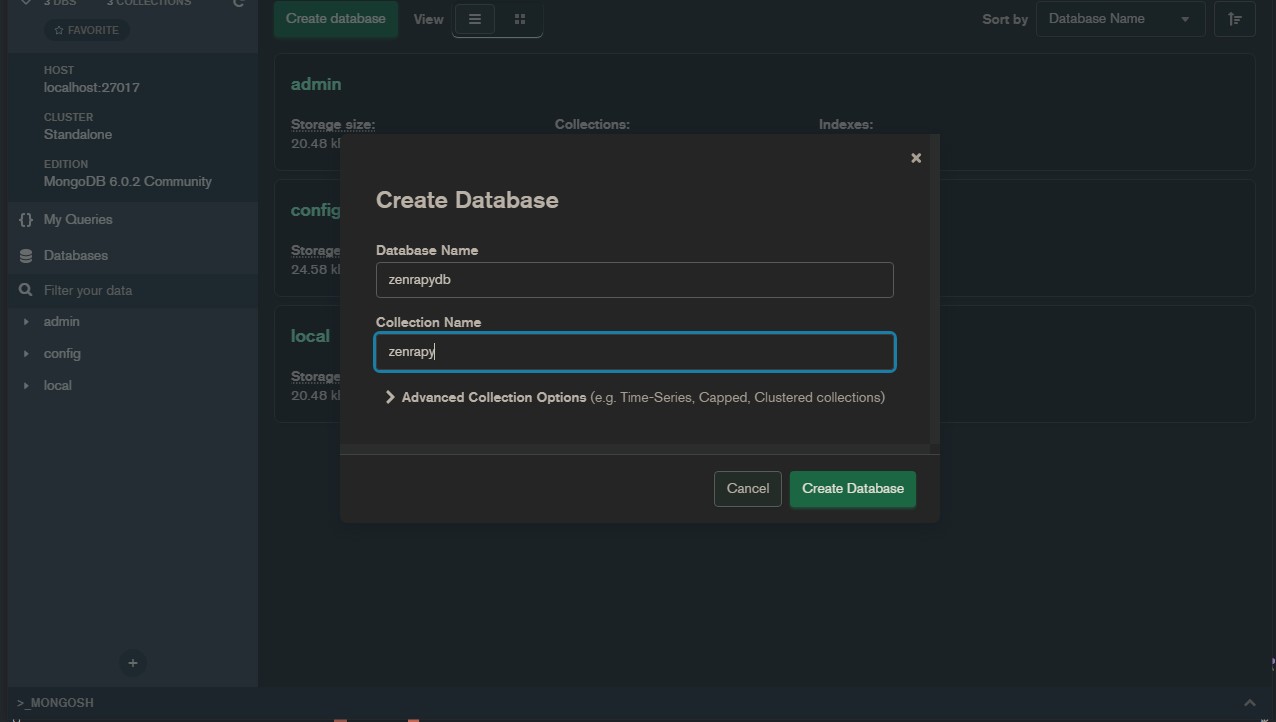 3 DBS 3 COLLECTIONS
FAVORITE
HOST
localhost:27017
CLUSTER
Standalone
EDITION
MongoDB 6.0.2 Community
{} My Queries
Databases
Filter your data
admin
config
local
+
>_MONGOSH
Create database View Sort by Database Name
admin
Storage size: Collections: Indexes:
20.48
config
Storage
24.58
local
Storage
20.48
Create Database
Database Name
zenrapydb
Collection Name
zenrapy
Advanced Collection Options (e.g. Time-Series, Capped, Clustered collections)
Cancel Create Database